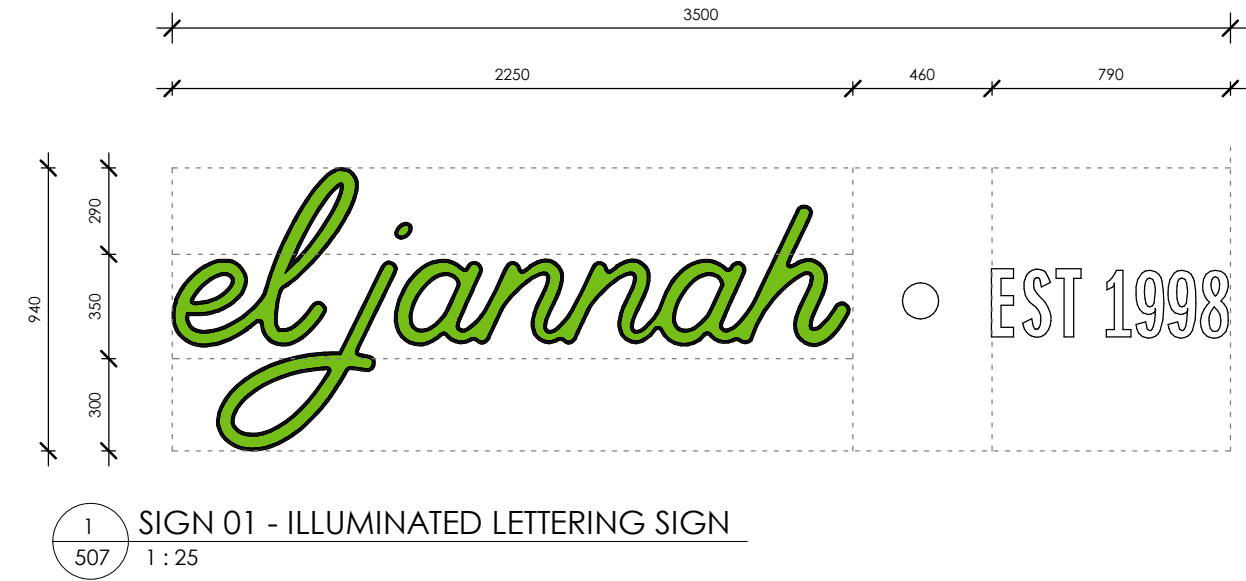 3500
2250 460 790
290
940
350
300
el jannah
EST 1998
1 SIGN 01 - ILLUMINATED LETTERING SIGN
507 1 : 25